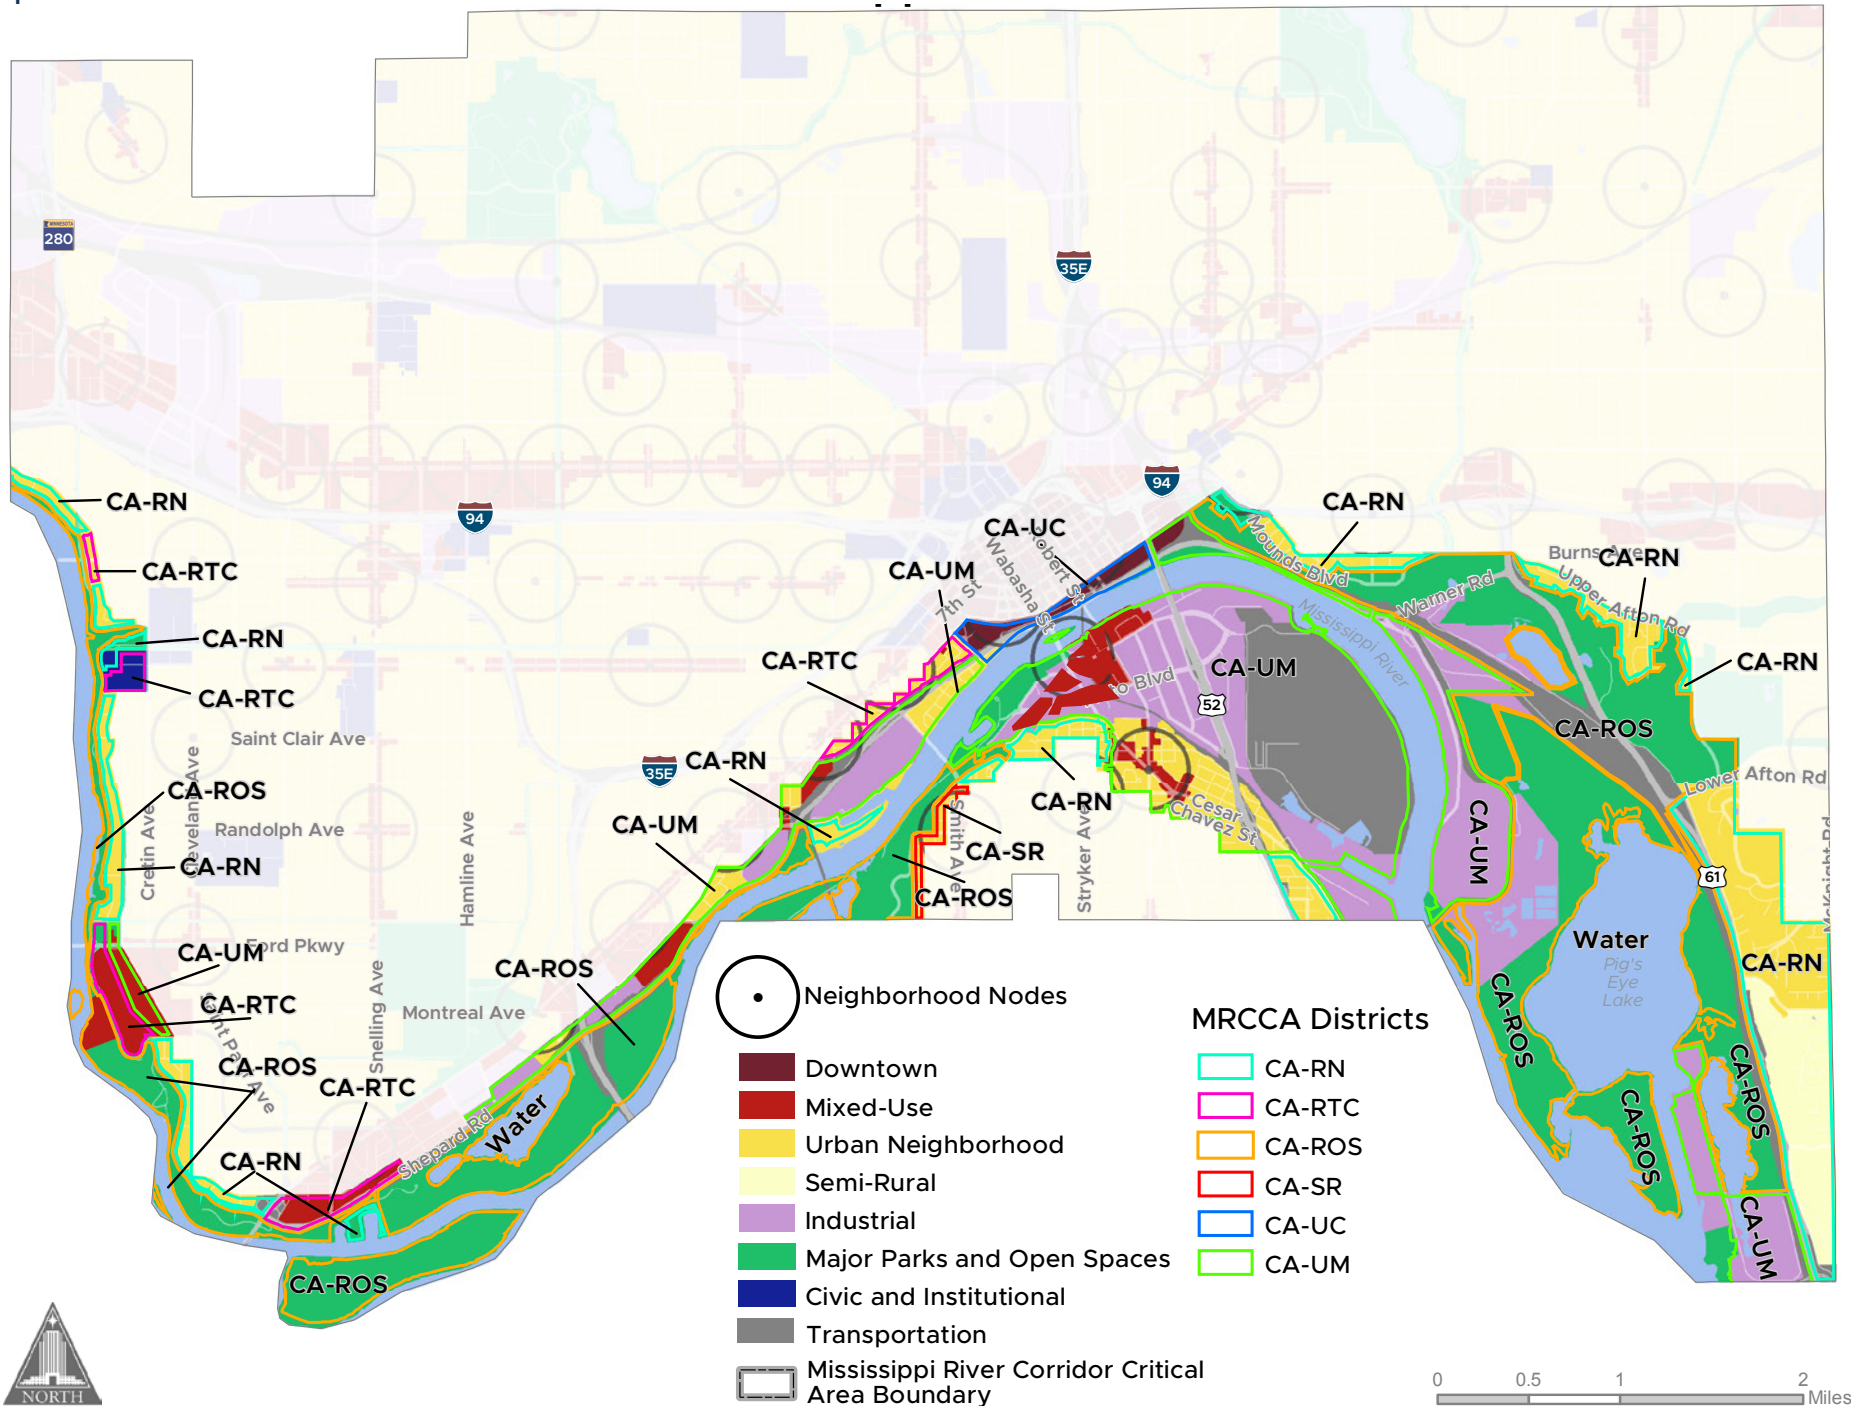 MINNESOTA
280
35E
94
94
CA-RN
CA-UC
CA-RN
Robert St
Wabasha St
7th St
Mounds Blvd
Burns Ave
CA-RN
CA-RTC
CA-UM
Warner Rd
Upper Afton Rd
Mississippi River
CA-RN
CA-RTC
CA-UM
CA-RN
CA-RTC
o Blvd
52
Saint Clair Ave
CA-ROS
35E
CA-RN
Lower Afton Rd
CA-ROS
Cleveland Ave
Cretin Ave
Randolph Ave
Hamline Ave
CA-UM
CA-RN
Cesar
Chavez St
Smith Ave
Stryker Ave
CA-SR
CA-UM
McKnight Rd
CA-RN
CA-ROS
61
CA-UM
Ford Pkwy
Water
Pig's
Eye
Lake
CA-RN
CA-ROS
Snelling Ave
CA-RTC
Montreal Ave
CA-ROS
CA-ROS
CA-RTC
Shepard Rd
Water
CA-ROS
CA-ROS
CA-RN
CA-UM
CA-ROS
Neighborhood Nodes
Downtown
Mixed-Use
Urban Neighborhood
Semi-Rural
Industrial
Major Parks and Open Spaces
Civic and Institutional
Transportation
Mississippi River Corridor Critical
Area Boundary
MRCCA Districts
CA-RN
CA-RTC
CA-ROS
CA-SR
CA-UC
CA-UM
NORTH
0 0.5 1 2
Miles